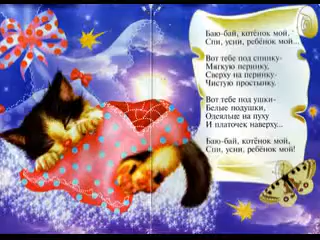 Баю-бай, котёнок мой,
Спи, усни, ребёнок мой...
Вот тебе под спинку-
Мягкую перинку,
Сверху на перинку-
Чистую простынку.
Вот тебе под ушки-
Белые подушки,
Одеяльце на пуху
И платочек наверху...
Баю-бай, котёнок мой,
Спи, усни, ребёнок мой!